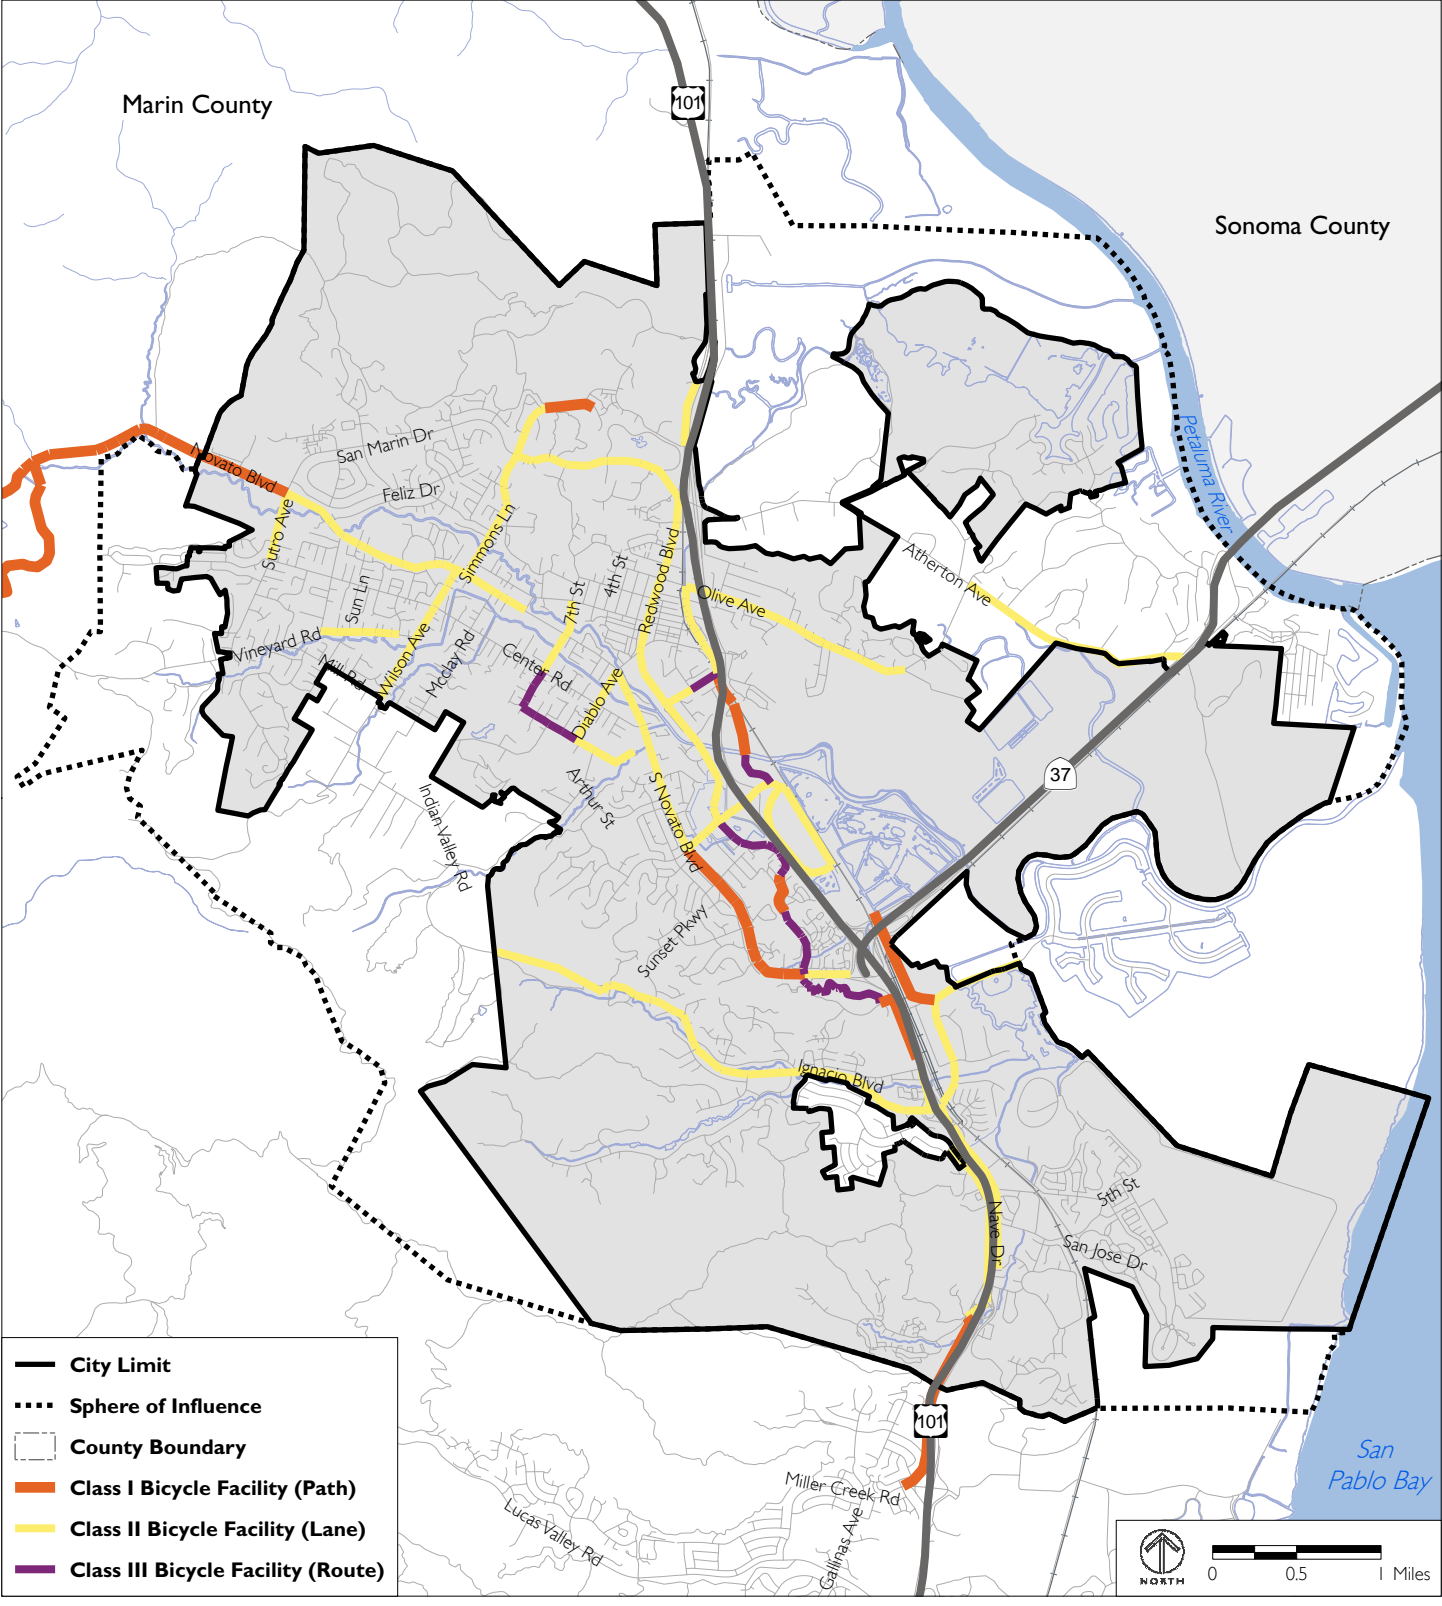 101
Marin County
Sonoma County
Petaluma River
San Marin Dr
Novato Blvd
Feliz Dr
Sutro Ave
Simmons Ln
Sun Ln
7th St
4th St
Redwood Blvd
Olive Ave
Atherton Ave
Vineyard Rd
Mill Rd
Wilson Ave
Mcclay Rd
Center Rd
Diablo Ave
37
Arthur St
S Novato Blvd
Indian Valley Rd
Sunset Pkwy
Ignacio Blvd
5th St
Nave Dr
San Jose Dr
City Limit
Sphere of Influence
County Boundary
Class I Bicycle Facility (Path)
Class II Bicycle Facility (Lane)
Class III Bicycle Facility (Route)
101
Miller Creek Rd
Lucas Valley Rd
Gallinas Ave
San
Pablo Bay
NORTH
0 0.5 1 Miles